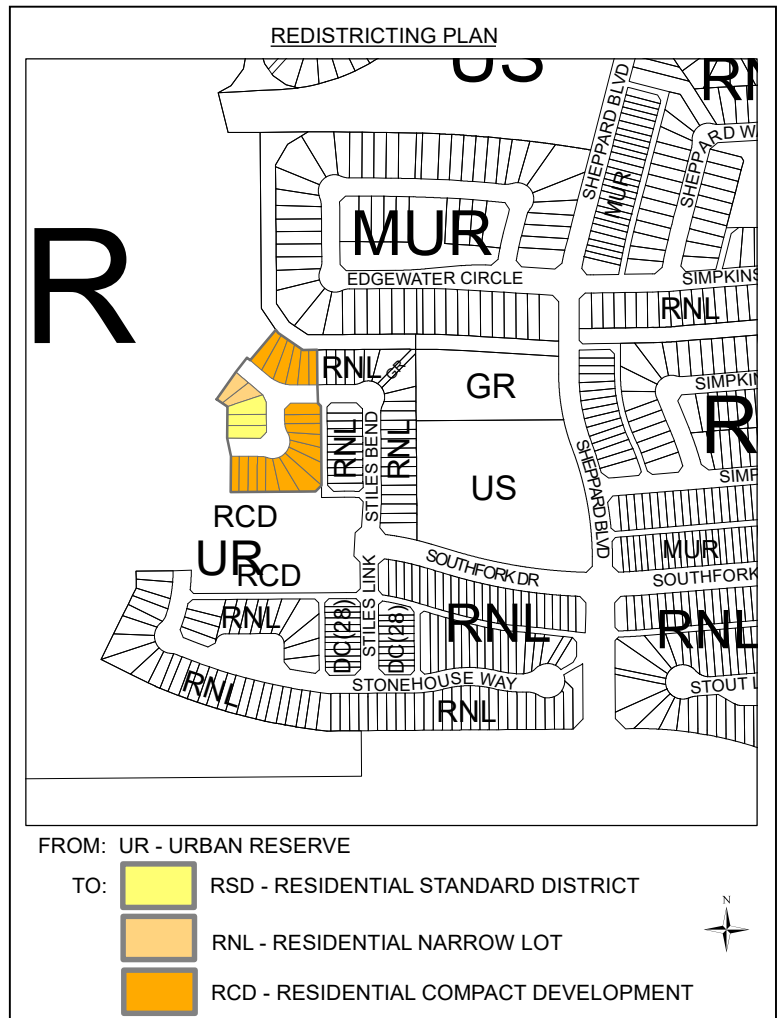 REDISTRICTING PLAN
US
RN
SHEPPARD BLVD
SHEPPARD WA
MUR
MUR
R
EDGEWATER CIRCLE
SIMPKINS
RNL
RNL
GR
GR
SIMPKIN
R
RNL
RNL
STILES BEND
US
SHEPPARD BLVD
SIMP
RCD
UR
RCD
MUR
SOUTHFORK DR
SOUTHFORK
STILES LINK
RNL
DC(28)
DC(28)
RNL
RNL
RNL
STONEHOUSE WAY
STOUT L
RNL
FROM: UR - URBAN RESERVE
TO:
RSD - RESIDENTIAL STANDARD DISTRICT
N
RNL - RESIDENTIAL NARROW LOT
RCD - RESIDENTIAL COMPACT DEVELOPMENT